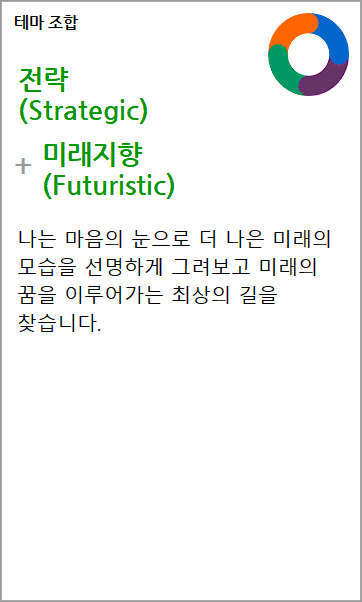 테마 조합
전략
(Strategic)
+ 미래지향
(Futuristic)
나는 마음의 눈으로 더 나은 미래의
모습을 선명하게 그려보고 미래의
꿈을 이루어가는 최상의 길을
찾습니다.